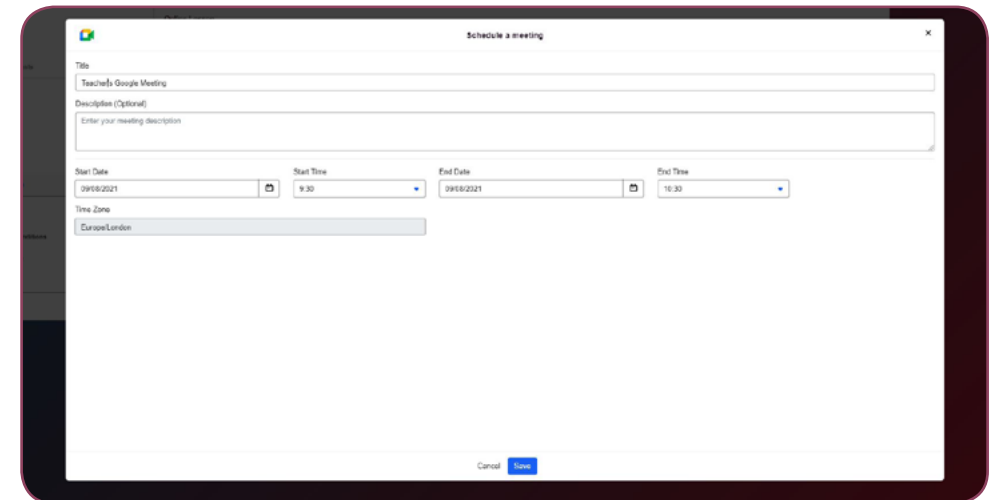 Schedule a meeting ×
Title
Teacher's Google Meeting
Description (Optional)
Enter your meeting description
Start Date Start Time End Date End Time
09/08/2021 9:30 09/08/2021 10:30
Time Zone
Europe/London
Cancel Save